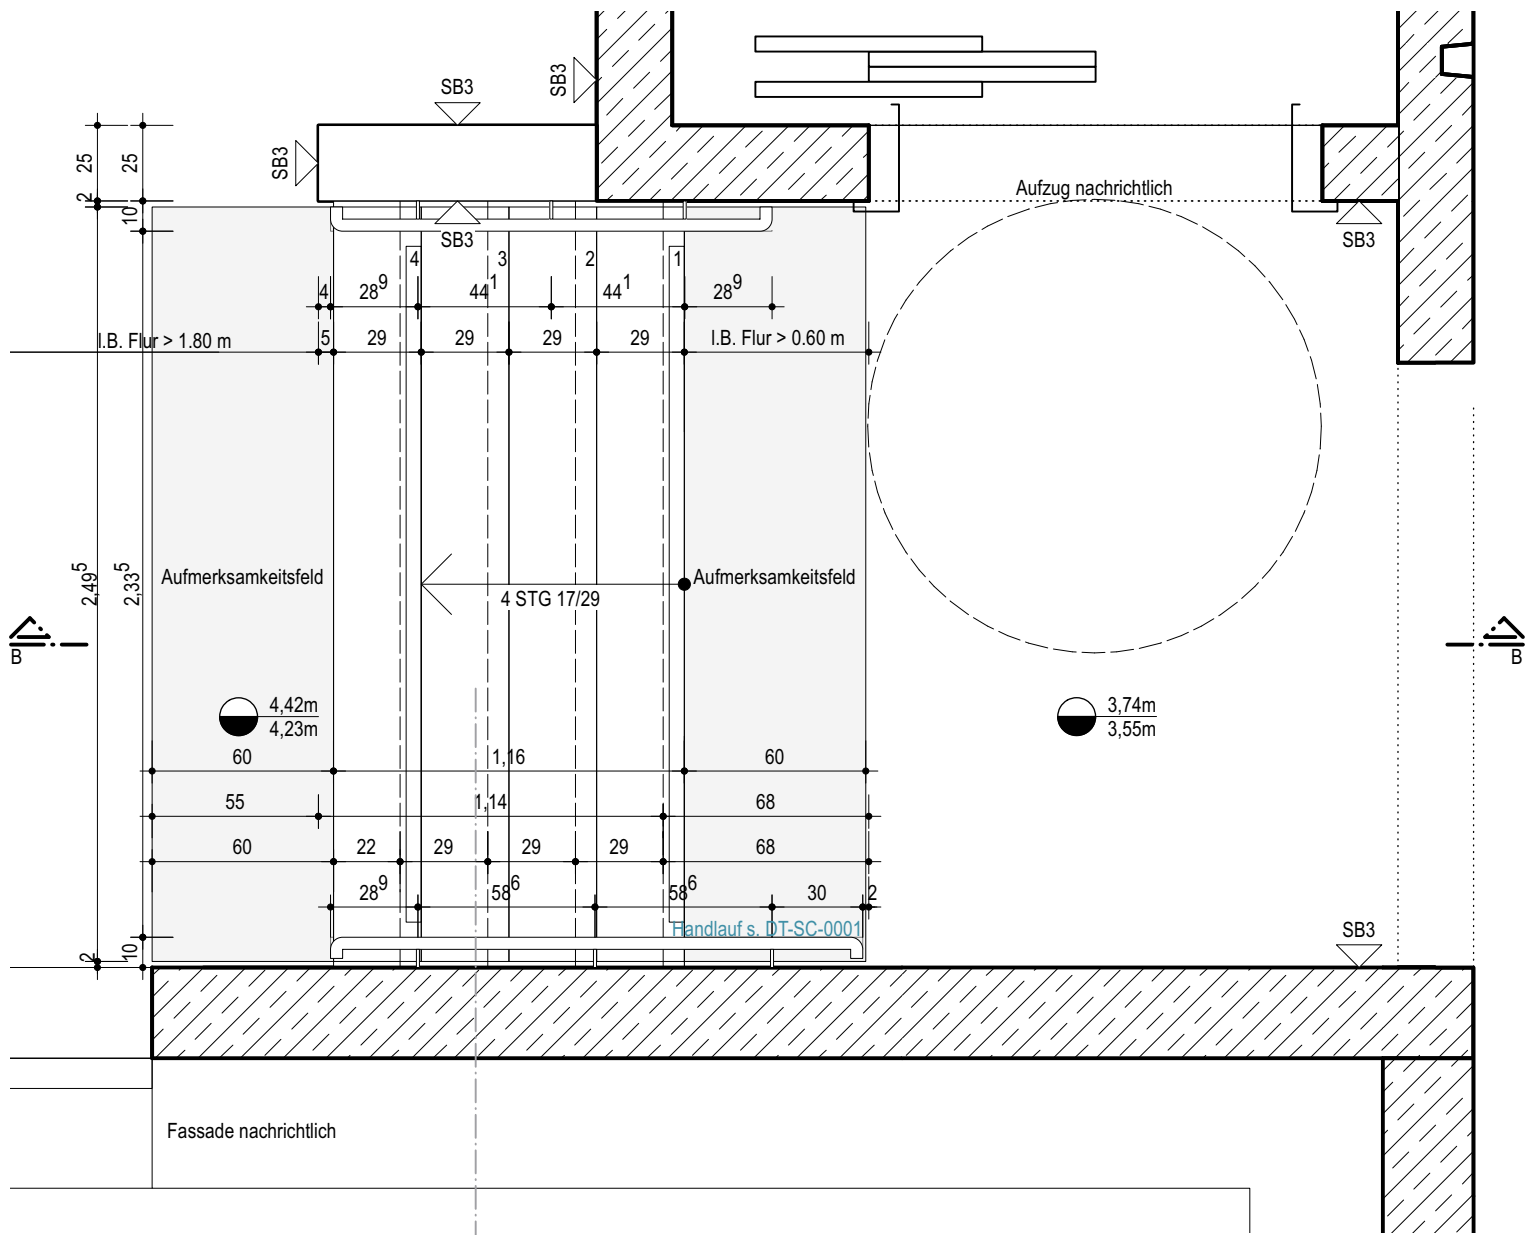 SB3
SB3
25
25
SB3
Aufzug nachrichtlich
2
10
SB3
SB3
4
3
2
1
4
28⁹
44¹
44¹
28⁹
I.B. Flur > 1.80 m
5
29
29
29
29
I.B. Flur > 0.60 m
2,49⁵
2,33⁵
Aufmerksamkeitsfeld
Aufmerksamkeitsfeld
4 STG 17/29
B
B
4,42m
4,23m
3,74m
3,55m
60
1,16
60
55
1,14
68
60
22
29
29
29
68
28⁹
58⁶
58⁶
30
2
Handlauf s. DT-SC-0001
SB3
2
10
Fassade nachrichtlich